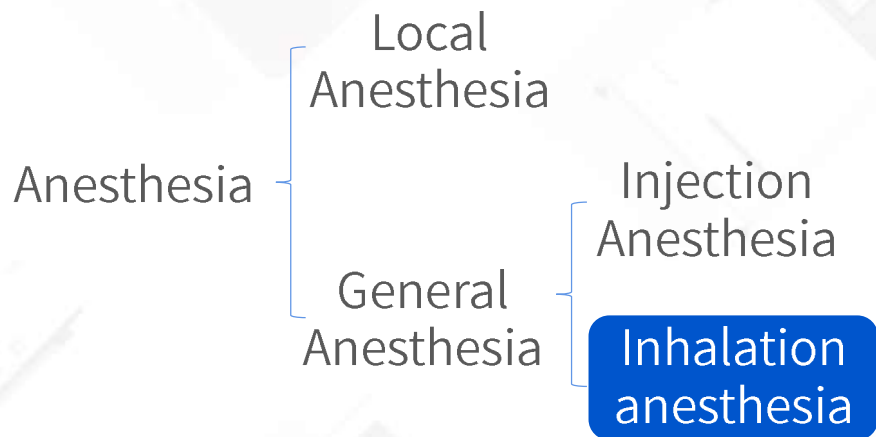 Local
Anesthesia
Anesthesia
General
Anesthesia
Injection
Anesthesia
Inhalation
anesthesia